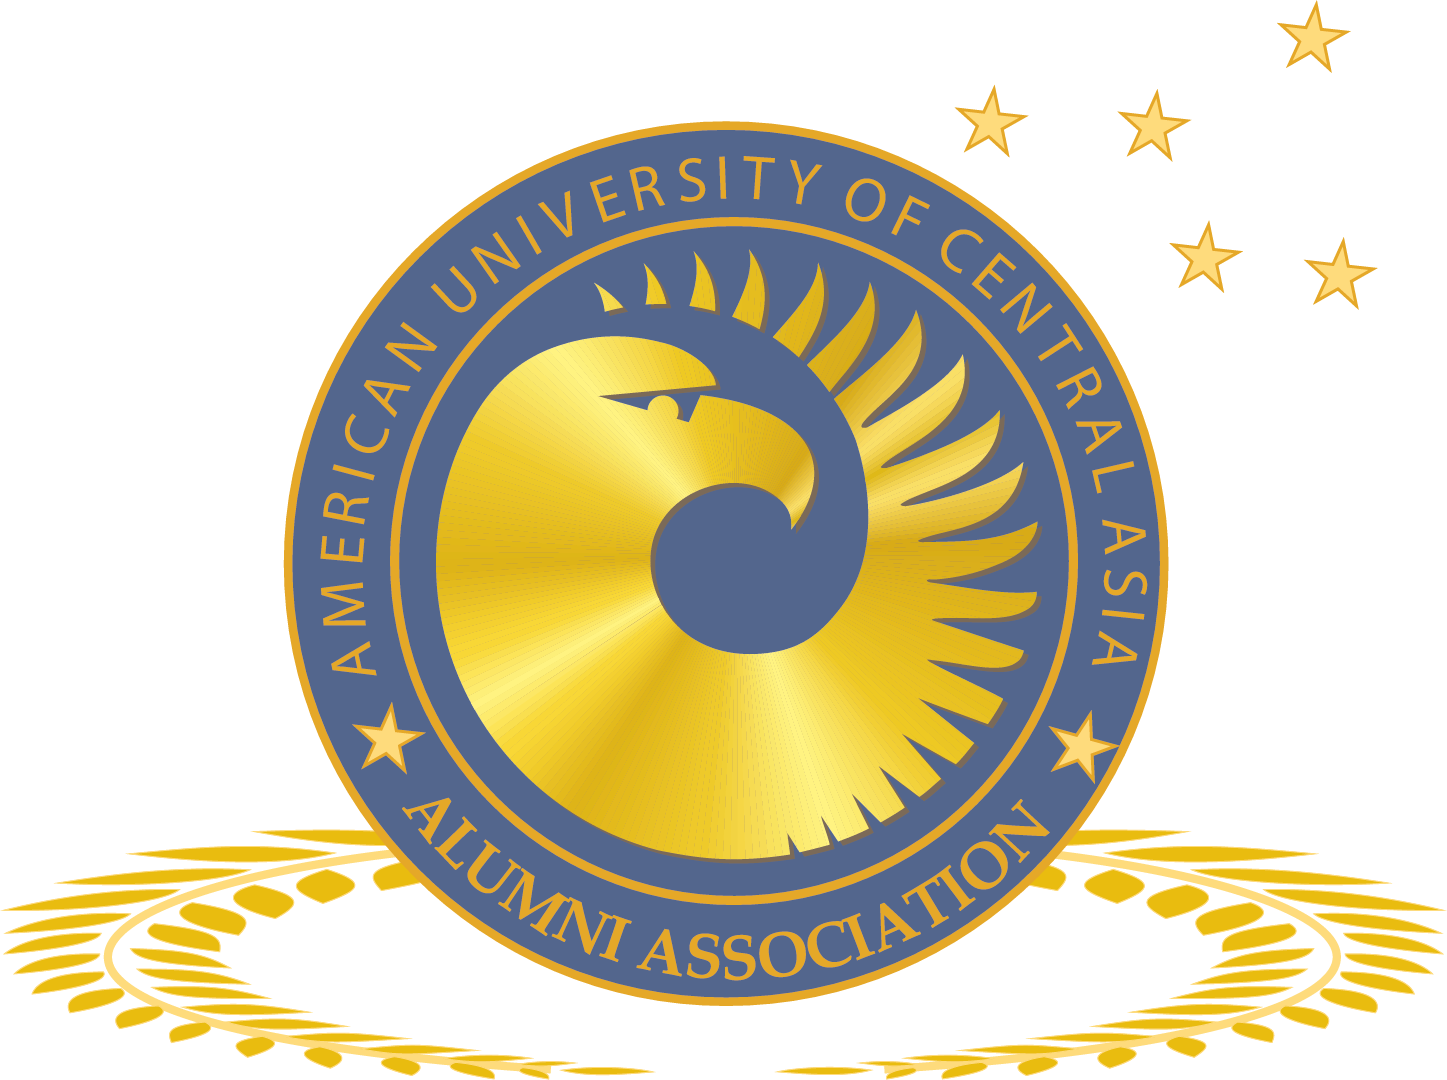 AMERICAN UNIVERSITY OF CENTRAL ASIA
ALUMNI ASSOCIATION